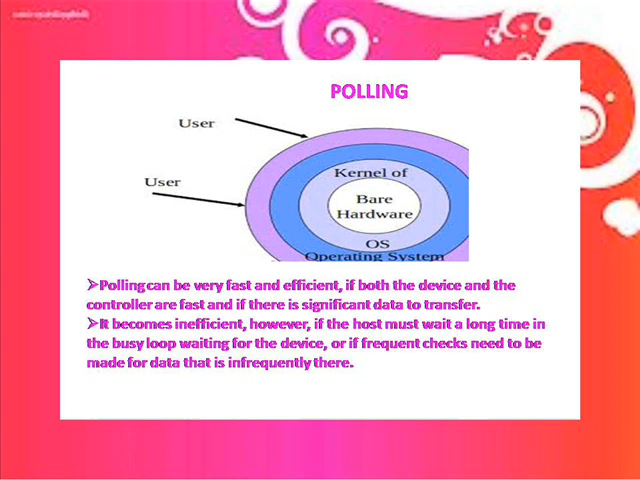 POLLING
User
User
Kernel of
Bare
Hardware
OS
Operating System
➢Polling can be very fast and efficient, if both the device and the
controller are fast and if there is significant data to transfer.
➢It becomes inefficient, however, if the host must wait a long time in
the busy loop waiting for the device, or if frequent checks need to be
made for data that is infrequently there.